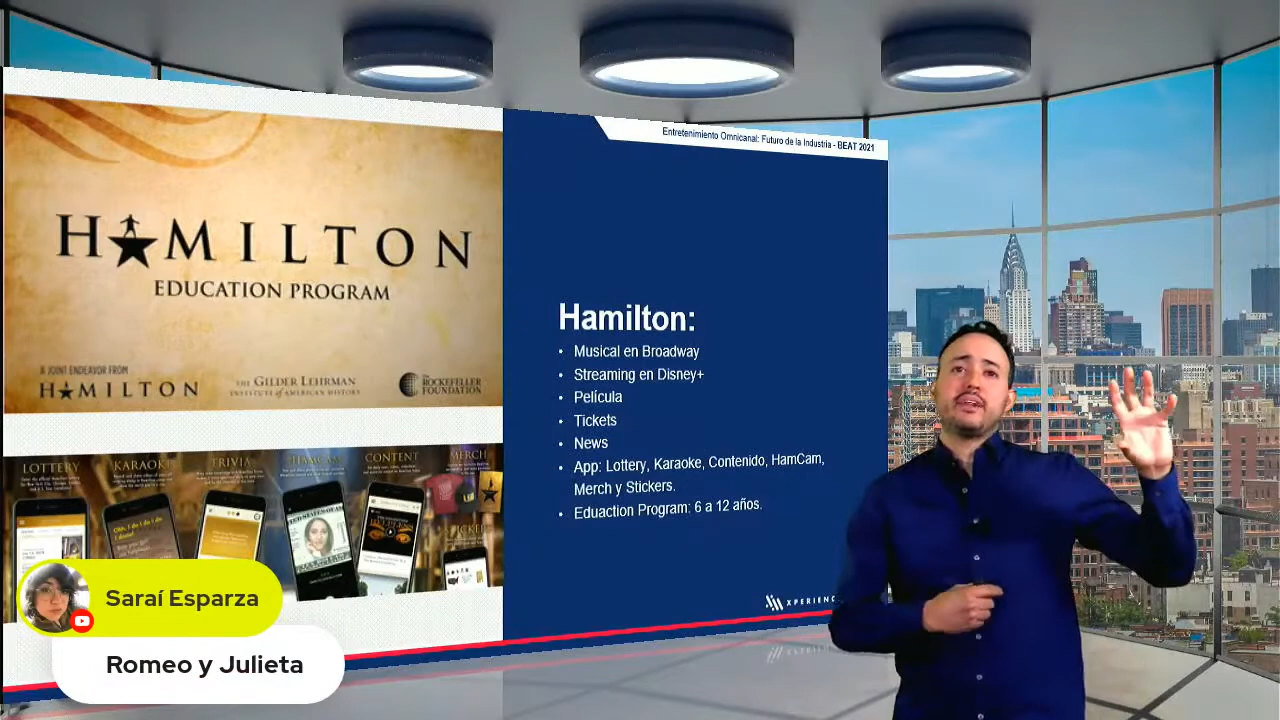 Entretenimiento Omnicanal: Futuro de la Industria - BEAT 2021
HAMILTON
EDUCATION PROGRAM
A JOINT ENDEAVOR FROM
HAMILTON
THE GILDER LEHRMAN
INSTITUTE of AMERICAN HISTORY
THE
ROCKEFELLER
FOUNDATION
Hamilton:
• Musical en Broadway
• Streaming en Disney+
• Película
• Tickets
• News
• App: Lottery, Karaoke, Contenido, HamCam,
Merch y Stickers.
• Eduaction Program: 6 a 12 años.
LOTTERY
KARAOKE
TRIVIA
HAMCAM
CONTENT
MERCH
XPERIENC
Saraí Esparza
Romeo y Julieta